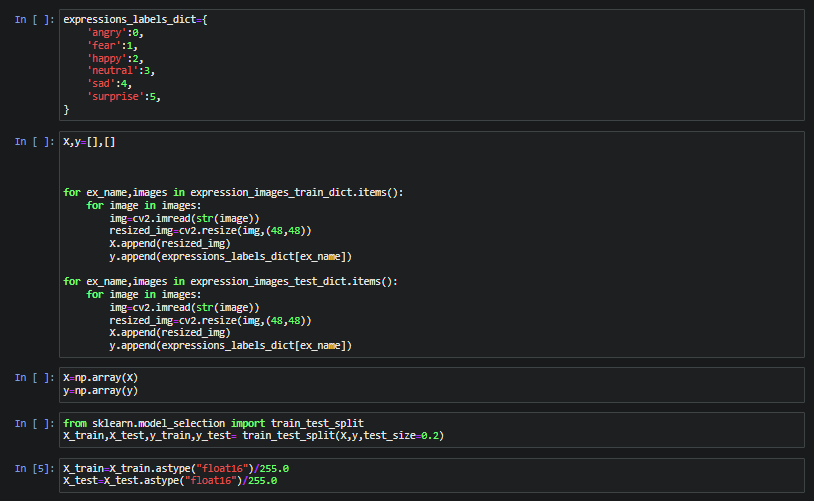 In [ ]: expressions_labels_dict={
    'angry':0,
    'fear':1,
    'happy':2,
    'neutral':3,
    'sad':4,
    'surprise':5,
}
In [ ]: X,y=[],[]
for ex_name,images in expression_images_train_dict.items():
    for image in images:
        img=cv2.imread(str(image))
        resized_img=cv2.resize(img,(48,48))
        X.append(resized_img)
        y.append(expressions_labels_dict[ex_name])
for ex_name,images in expression_images_test_dict.items():
    for image in images:
        img=cv2.imread(str(image))
        resized_img=cv2.resize(img,(48,48))
        X.append(resized_img)
        y.append(expressions_labels_dict[ex_name])
In [ ]: X=np.array(X)
y=np.array(y)
In [ ]: from sklearn.model_selection import train_test_split
X_train,X_test,y_train,y_test= train_test_split(X,y,test_size=0.2)
In [5]: X_train=X_train.astype("float16")/255.0
X_test=X_test.astype("float16")/255.0